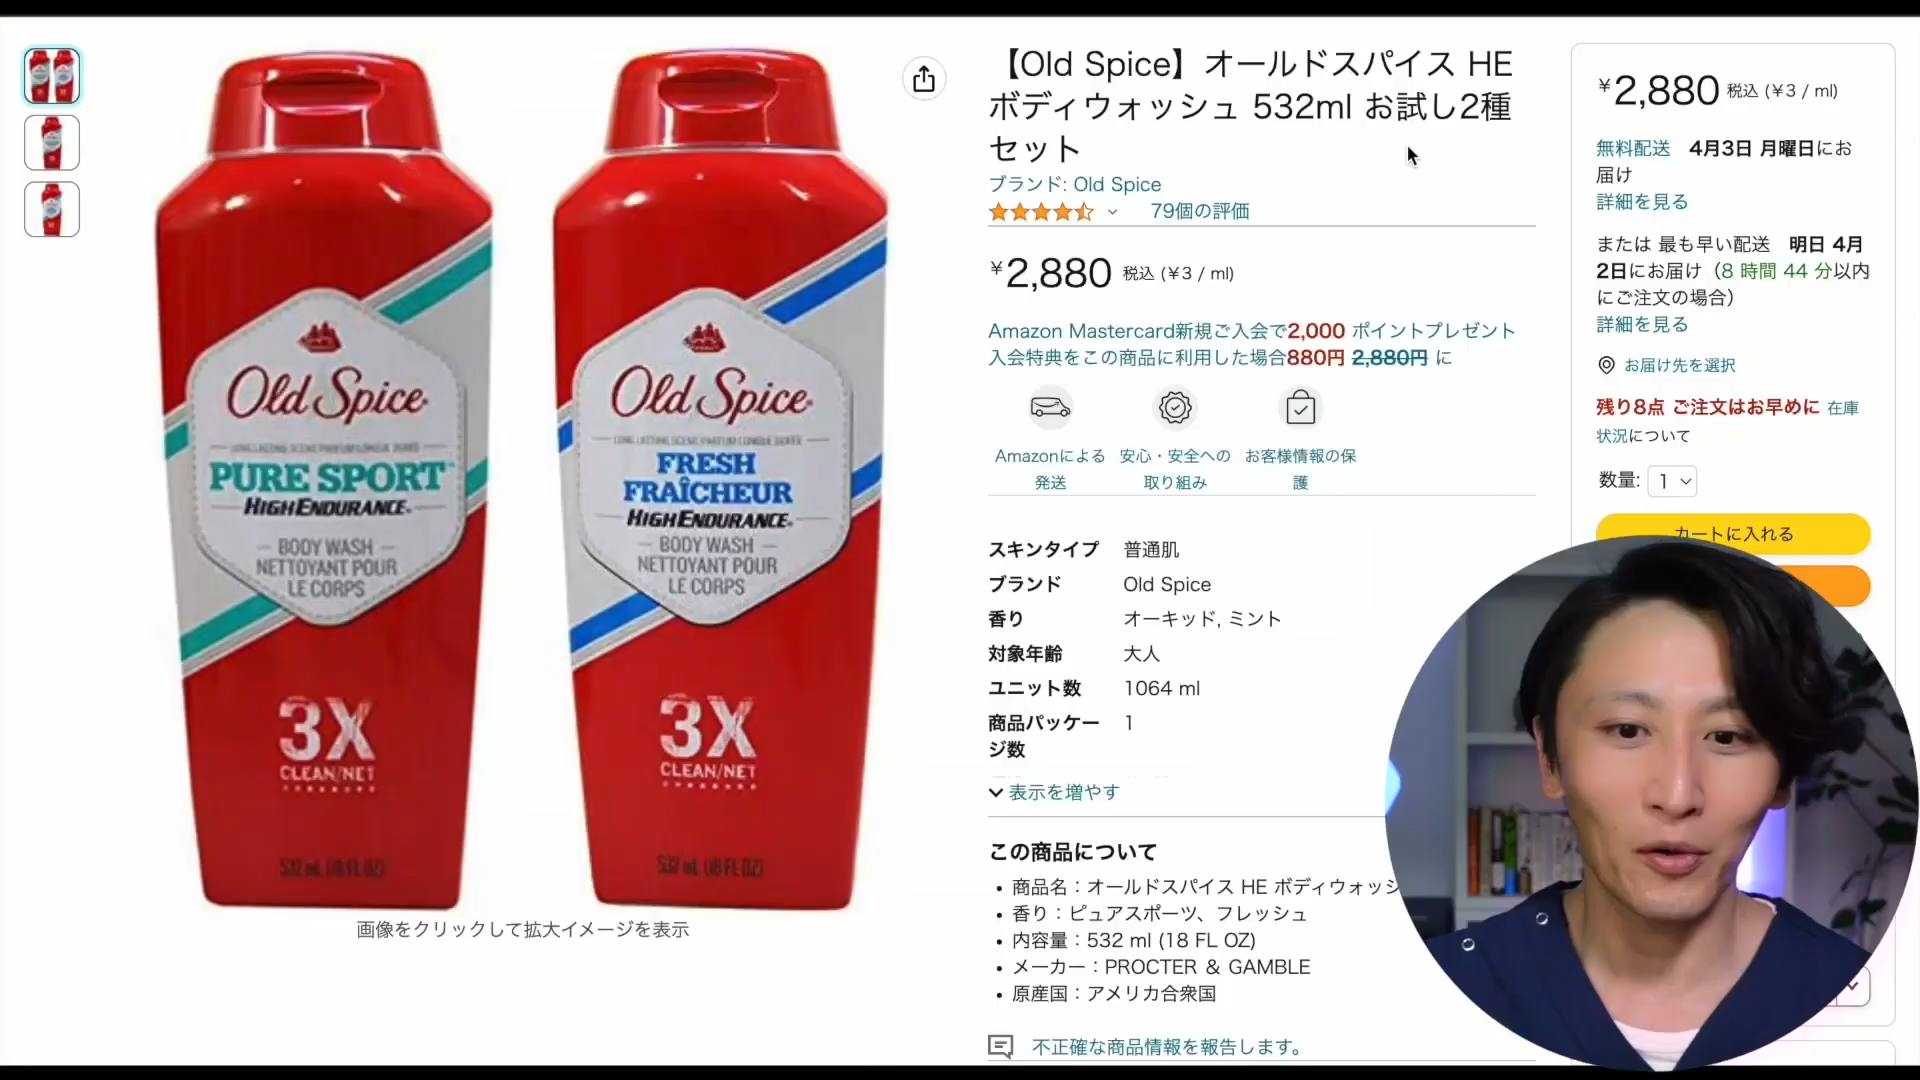 Old Spice
PURE SPORT
HIGH ENDURANCE
BODY WASH
NETTOYANT POUR
LE CORPS
3X
CLEAN/NET
532 mL (18 FL OZ)
Old Spice
FRESH
FRAÎCHEUR
HIGH ENDURANCE
BODY WASH
NETTOYANT POUR
LE CORPS
3X
CLEAN/NET
532 mL (18 FL OZ)
画像をクリックして拡大イメージを表示
【Old Spice】オールドスパイス HE
ボディウォッシュ 532ml お試し2種
セット
ブランド: Old Spice
79個の評価
¥2,880 税込 (¥3 / ml)
Amazon Mastercard新規ご入会で2,000 ポイントプレゼント
入会特典をこの商品に利用した場合880円 2,880円 に
Amazonによる
発送
安心・安全への
取り組み
お客様情報の保
護
スキンタイプ 普通肌
ブランド Old Spice
香り オーキッド, ミント
対象年齢 大人
ユニット数 1064 ml
商品パッケー 1
ジ数
表示を増やす
この商品について
• 商品名：オールドスパイス HE ボディウォッシ
• 香り：ピュアスポーツ、フレッシュ
• 内容量：532 ml (18 FL OZ)
• メーカー：PROCTER & GAMBLE
• 原産国：アメリカ合衆国
不正確な商品情報を報告します。
¥2,880 税込 (¥3 / ml)
無料配送 4月3日 月曜日にお
届け
詳細を見る
または 最も早い配送 明日 4月
2日にお届け（8 時間 44 分以内
にご注文の場合）
詳細を見る
お届け先を選択
残り8点 ご注文はお早めに 在庫
状況について
数量: 1
カートに入れる